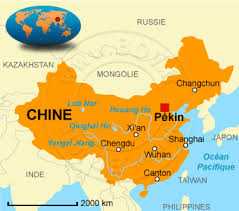 RUSSIE
KAZAKHSTAN
MONGOLIE
JAPON
Changchun
Lob Nor
Houang Ho
Pékin
CHINE
Qinghai Hu
Xi'an
Yangzi Jiang
Chengdu
Shanghai
Wuhan
Océan
Pacifique
Canton
TAIWAN
INDE
PHILIPPINES
2000 km